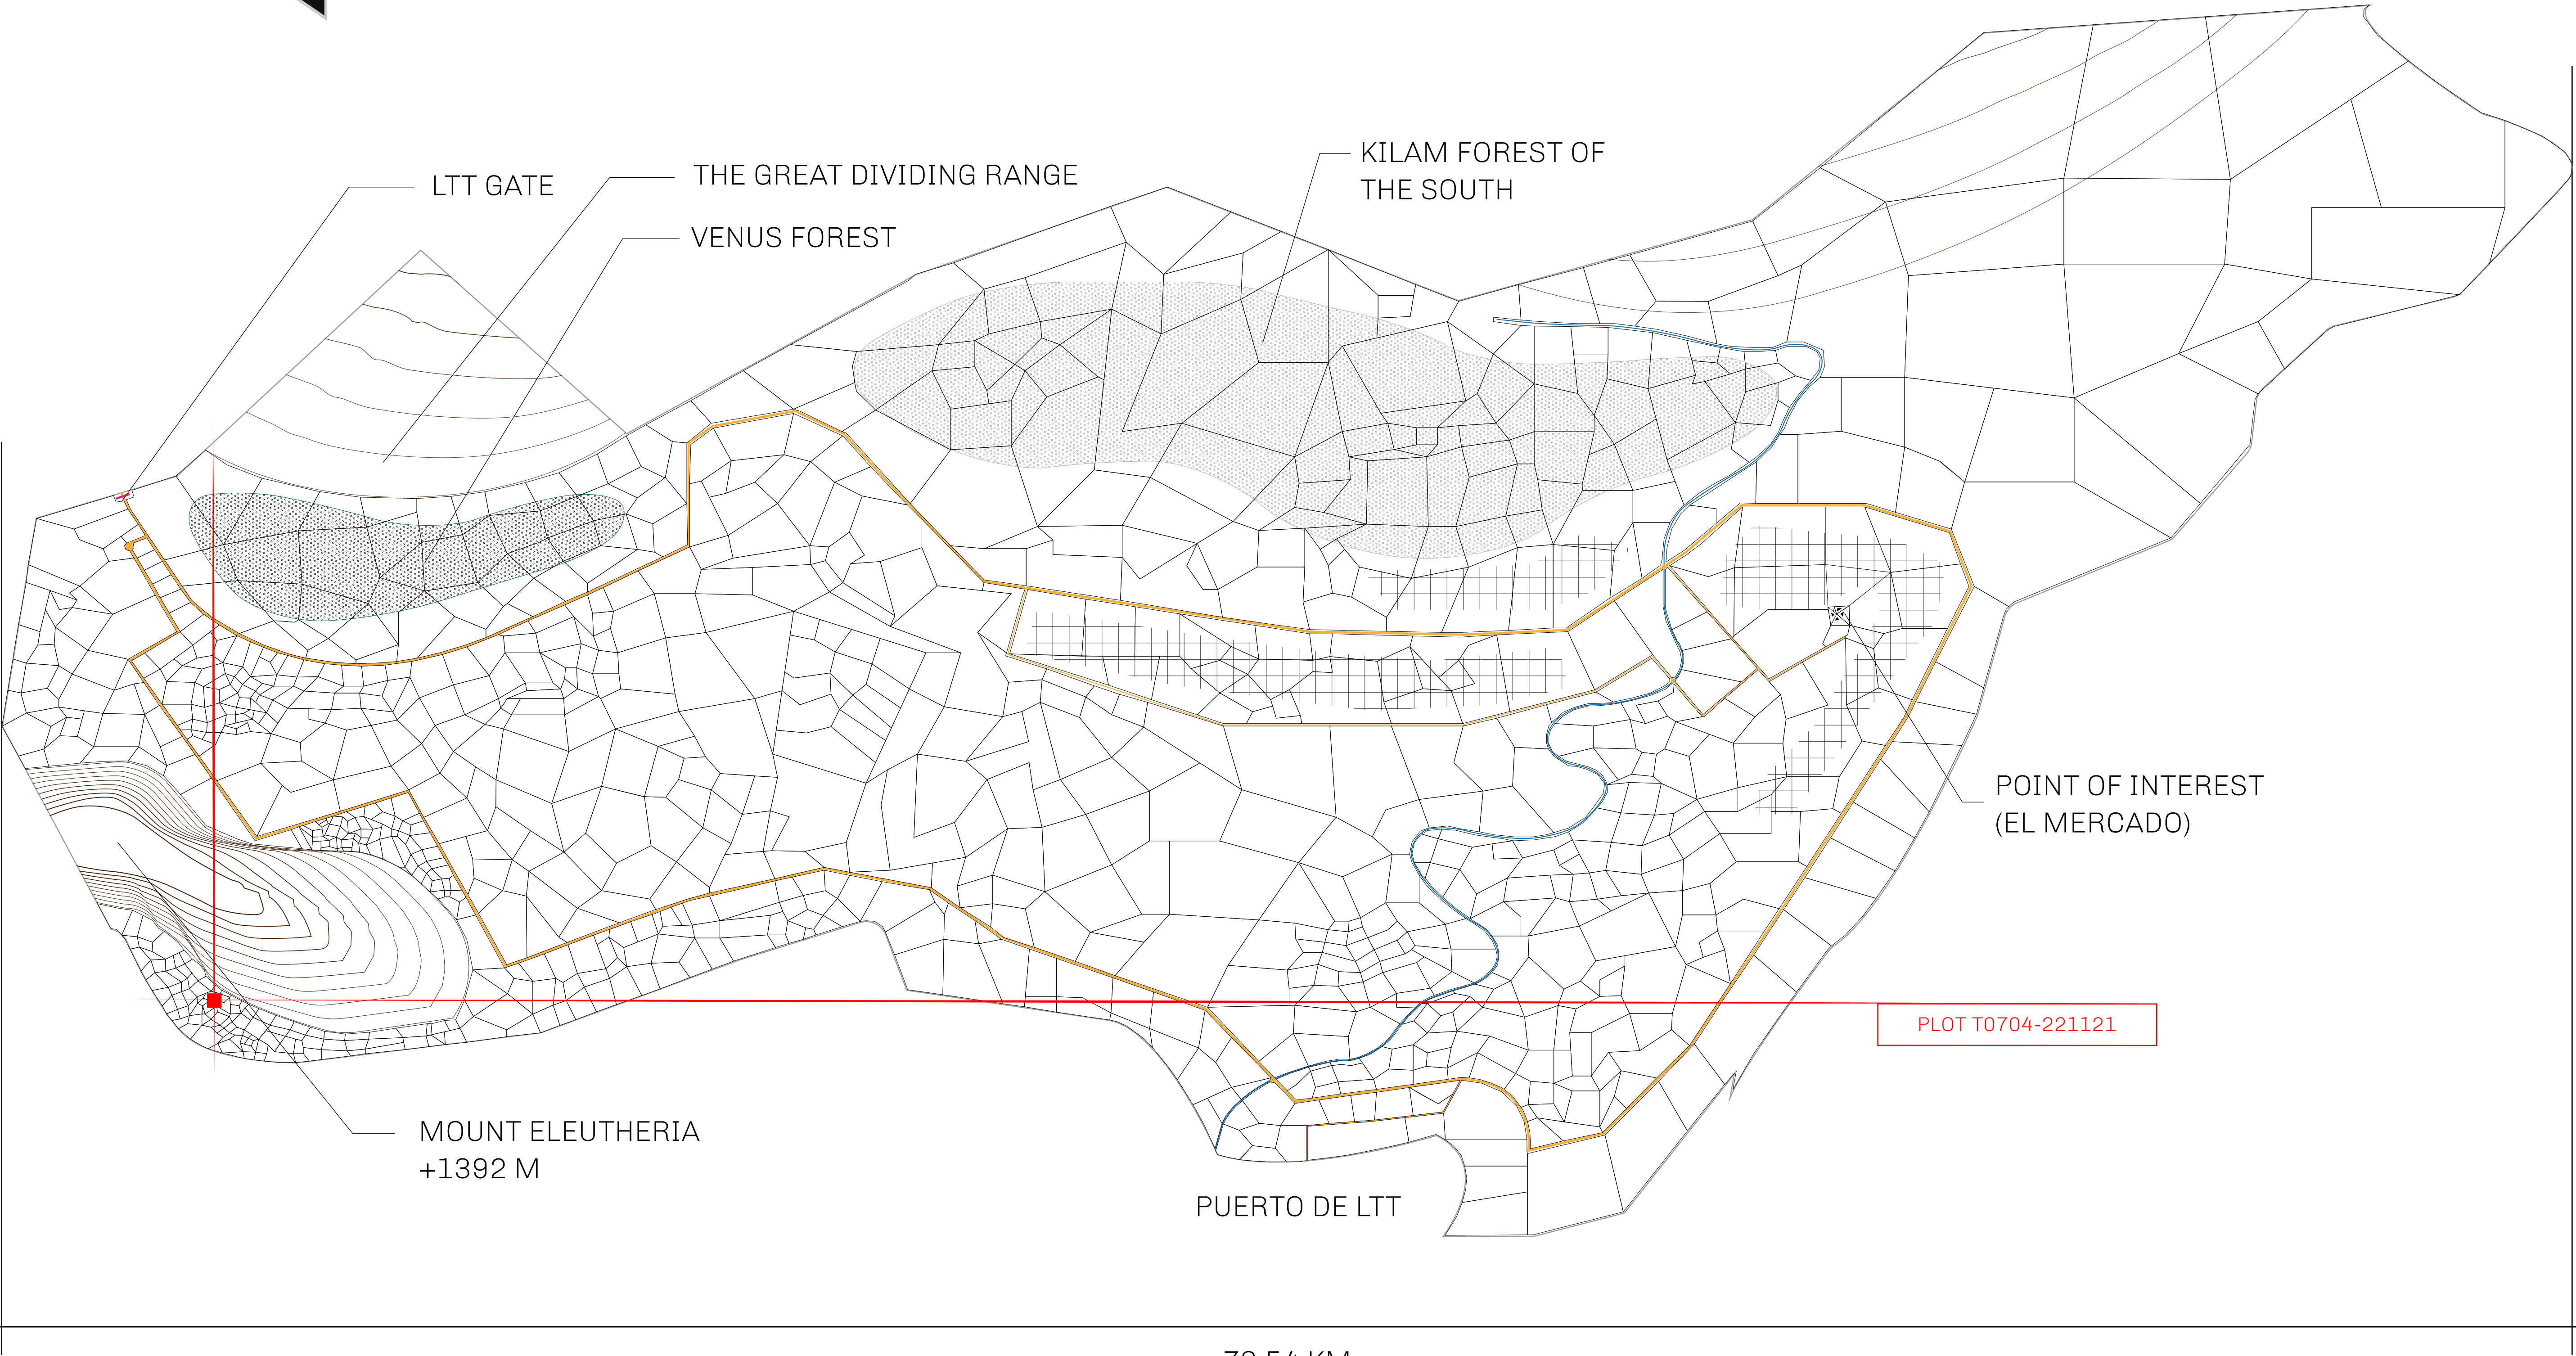 KILAM FOREST OF
THE SOUTH
LTT GATE
THE GREAT DIVIDING RANGE
VENUS FOREST
POINT OF INTEREST
(EL MERCADO)
PLOT T0704-221121
MOUNT ELEUTHERIA
+1392 M
PUERTO DE LTT
KM